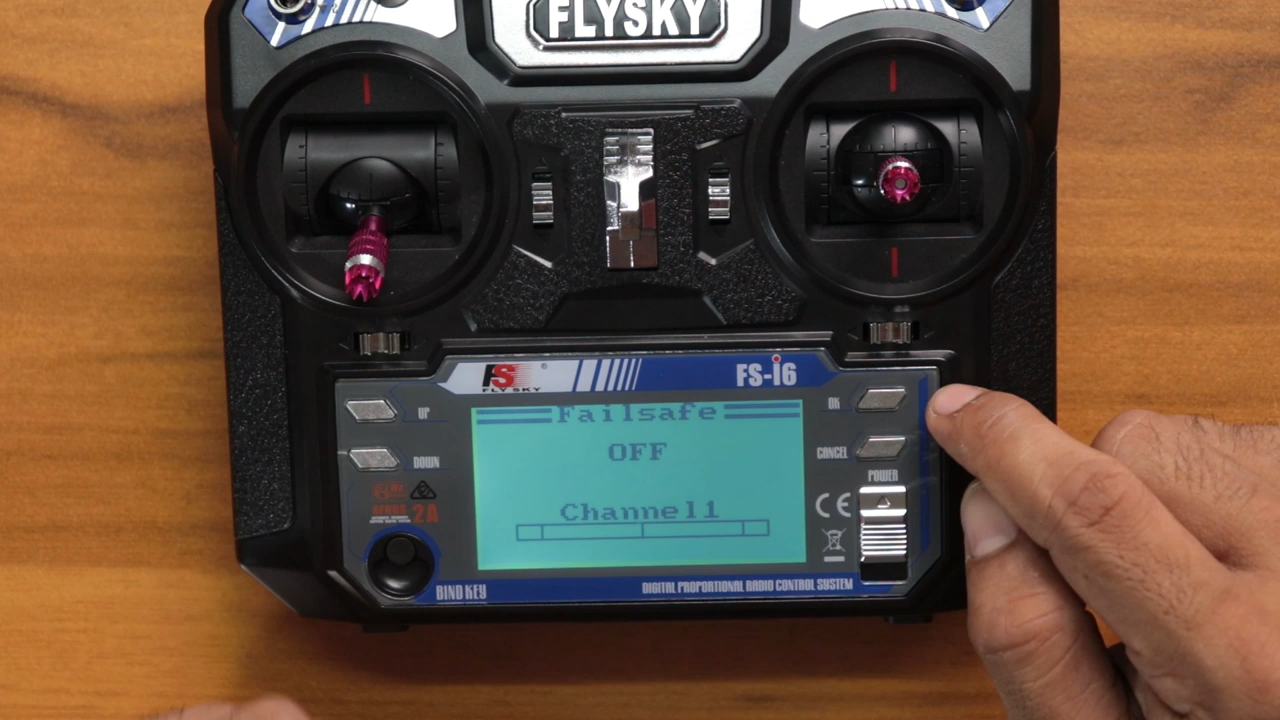 FLYSKY
FS ®
FLY SKY
FS-i6
UP
OK
Failsafe
OFF
DOWN
CANCEL
POWER
2A
Channel1
CE
BIND KEY
DIGITAL PROPORTIONAL RADIO CONTROL SYSTEM